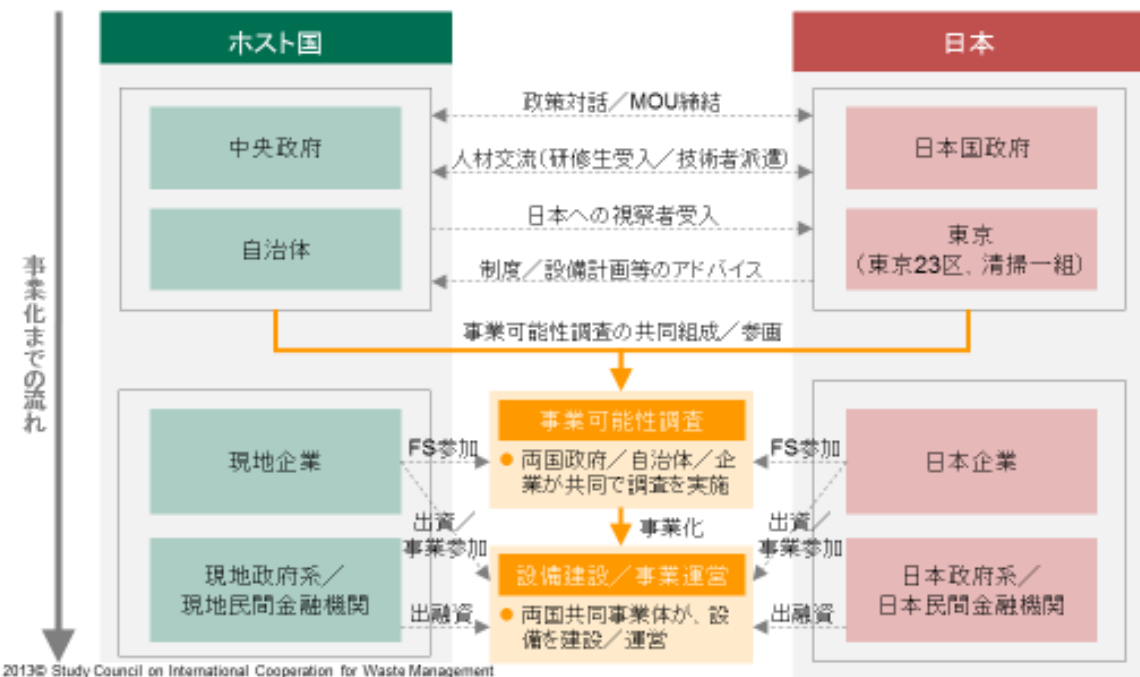 ホスト国
日本
政策対話／MOU締結
中央政府
日本国政府
人材交流(研修生受入／技術者派遣)
日本への視察者受入
自治体
東京
(東京23区、清掃一組)
制度／設備計画等のアドバイス
事業化までの流れ
事業可能性調査の共同組成／参画
事業可能性調査
両国政府／自治体／企
業が共同で調査を実施
現地企業
FS参加
FS参加
日本企業
出資／
事業参加
事業化
出資／
事業参加
設備建設／事業運営
両国共同事業体が、設
備を建設／運営
現地政府系／
現地民間金融機関
出融資
出融資
日本政府系／
日本民間金融機関
2013© Study Council on International Cooperation for Waste Management